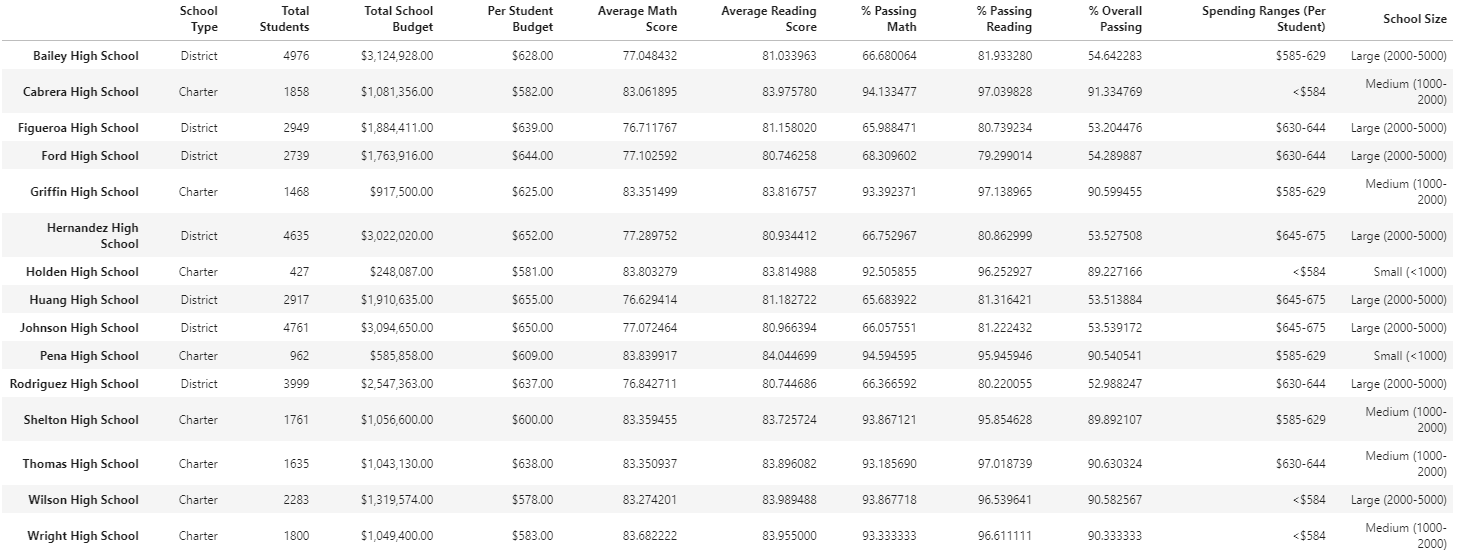 School Type Total Students Total School Budget Per Student Budget Average Math Score Average Reading Score % Passing Math % Passing Reading % Overall Passing Spending Ranges (Per Student) School Size
Bailey High School District 4976 $3,124,928.00 $628.00 77.048432 81.033963 66.680064 81.933280 54.642283 $585-629 Large (2000-5000)
Cabrera High School Charter 1858 $1,081,356.00 $582.00 83.061895 83.975780 94.133477 97.039828 91.334769 <$584 Medium (1000-2000)
Figueroa High School District 2949 $1,884,411.00 $639.00 76.711767 81.158020 65.988471 80.739234 53.204476 $630-644 Large (2000-5000)
Ford High School District 2739 $1,763,916.00 $644.00 77.102592 80.746258 68.309602 79.299014 54.289887 $630-644 Large (2000-5000)
Griffin High School Charter 1468 $917,500.00 $625.00 83.351499 83.816757 93.392371 97.138965 90.599455 $585-629 Medium (1000-2000)
Hernandez High School District 4635 $3,022,020.00 $652.00 77.289752 80.934412 66.752967 80.862999 53.527508 $645-675 Large (2000-5000)
Holden High School Charter 427 $248,087.00 $581.00 83.803279 83.814988 92.505855 96.252927 89.227166 <$584 Small (<1000)
Huang High School District 2917 $1,910,635.00 $655.00 76.629414 81.182722 65.683922 81.316421 53.513884 $645-675 Large (2000-5000)
Johnson High School District 4761 $3,094,650.00 $650.00 77.072464 80.966394 66.057551 81.222432 53.539172 $645-675 Large (2000-5000)
Pena High School Charter 962 $585,858.00 $609.00 83.839917 84.044699 94.594595 95.945946 90.540541 $585-629 Small (<1000)
Rodriguez High School District 3999 $2,547,363.00 $637.00 76.842711 80.744686 66.366592 80.220055 52.988247 $630-644 Large (2000-5000)
Shelton High School Charter 1761 $1,056,600.00 $600.00 83.359455 83.725724 93.867121 95.854628 89.892107 $585-629 Medium (1000-2000)
Thomas High School Charter 1635 $1,043,130.00 $638.00 83.350937 83.896082 93.185690 97.018739 90.630324 $630-644 Medium (1000-2000)
Wilson High School Charter 2283 $1,319,574.00 $578.00 83.274201 83.989488 93.867718 96.539641 90.582567 <$584 Large (2000-5000)
Wright High School Charter 1800 $1,049,400.00 $583.00 83.682222 83.955000 93.333333 96.611111 90.333333 <$584 Medium (1000-2000)